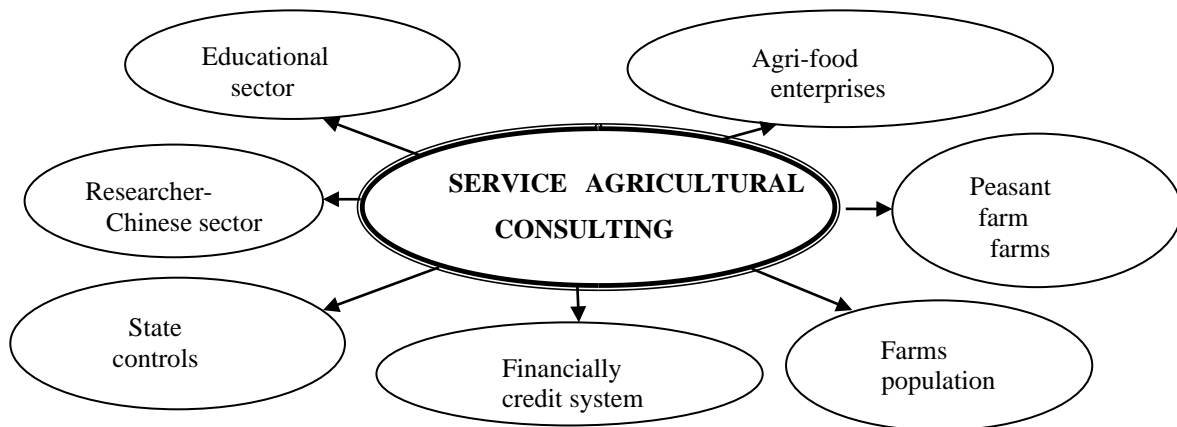 Educational
sector
Agri-food
enterprises
SERVICE AGRICULTURAL
CONSULTING
Researcher-
Chinese sector
Peasant
farm
farms
State
controls
Financially
credit system
Farms
population